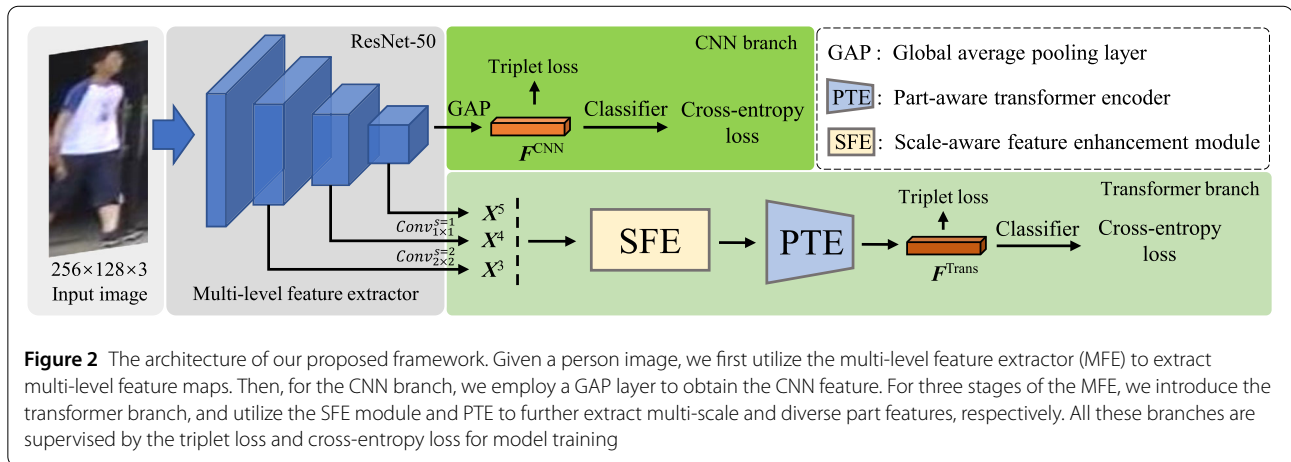 ResNet-50
CNN branch
Triplet loss
GAP
Classifier
Cross-entropy
loss
F^CNN
GAP : Global average pooling layer
PTE : Part-aware transformer encoder
SFE : Scale-aware feature enhancement module
256×128×3
Input image
Multi-level feature extractor
X^5
Conv^{s=1}_{1×1}
X^4
Conv^{s=2}_{2×2}
X^3
SFE
PTE
Transformer branch
Triplet loss
Classifier
Cross-entropy
loss
F^Trans
Figure 2 The architecture of our proposed framework. Given a person image, we first utilize the multi-level feature extractor (MFE) to extract
multi-level feature maps. Then, for the CNN branch, we employ a GAP layer to obtain the CNN feature. For three stages of the MFE, we introduce the
transformer branch, and utilize the SFE module and PTE to further extract multi-scale and diverse part features, respectively. All these branches are
supervised by the triplet loss and cross-entropy loss for model training